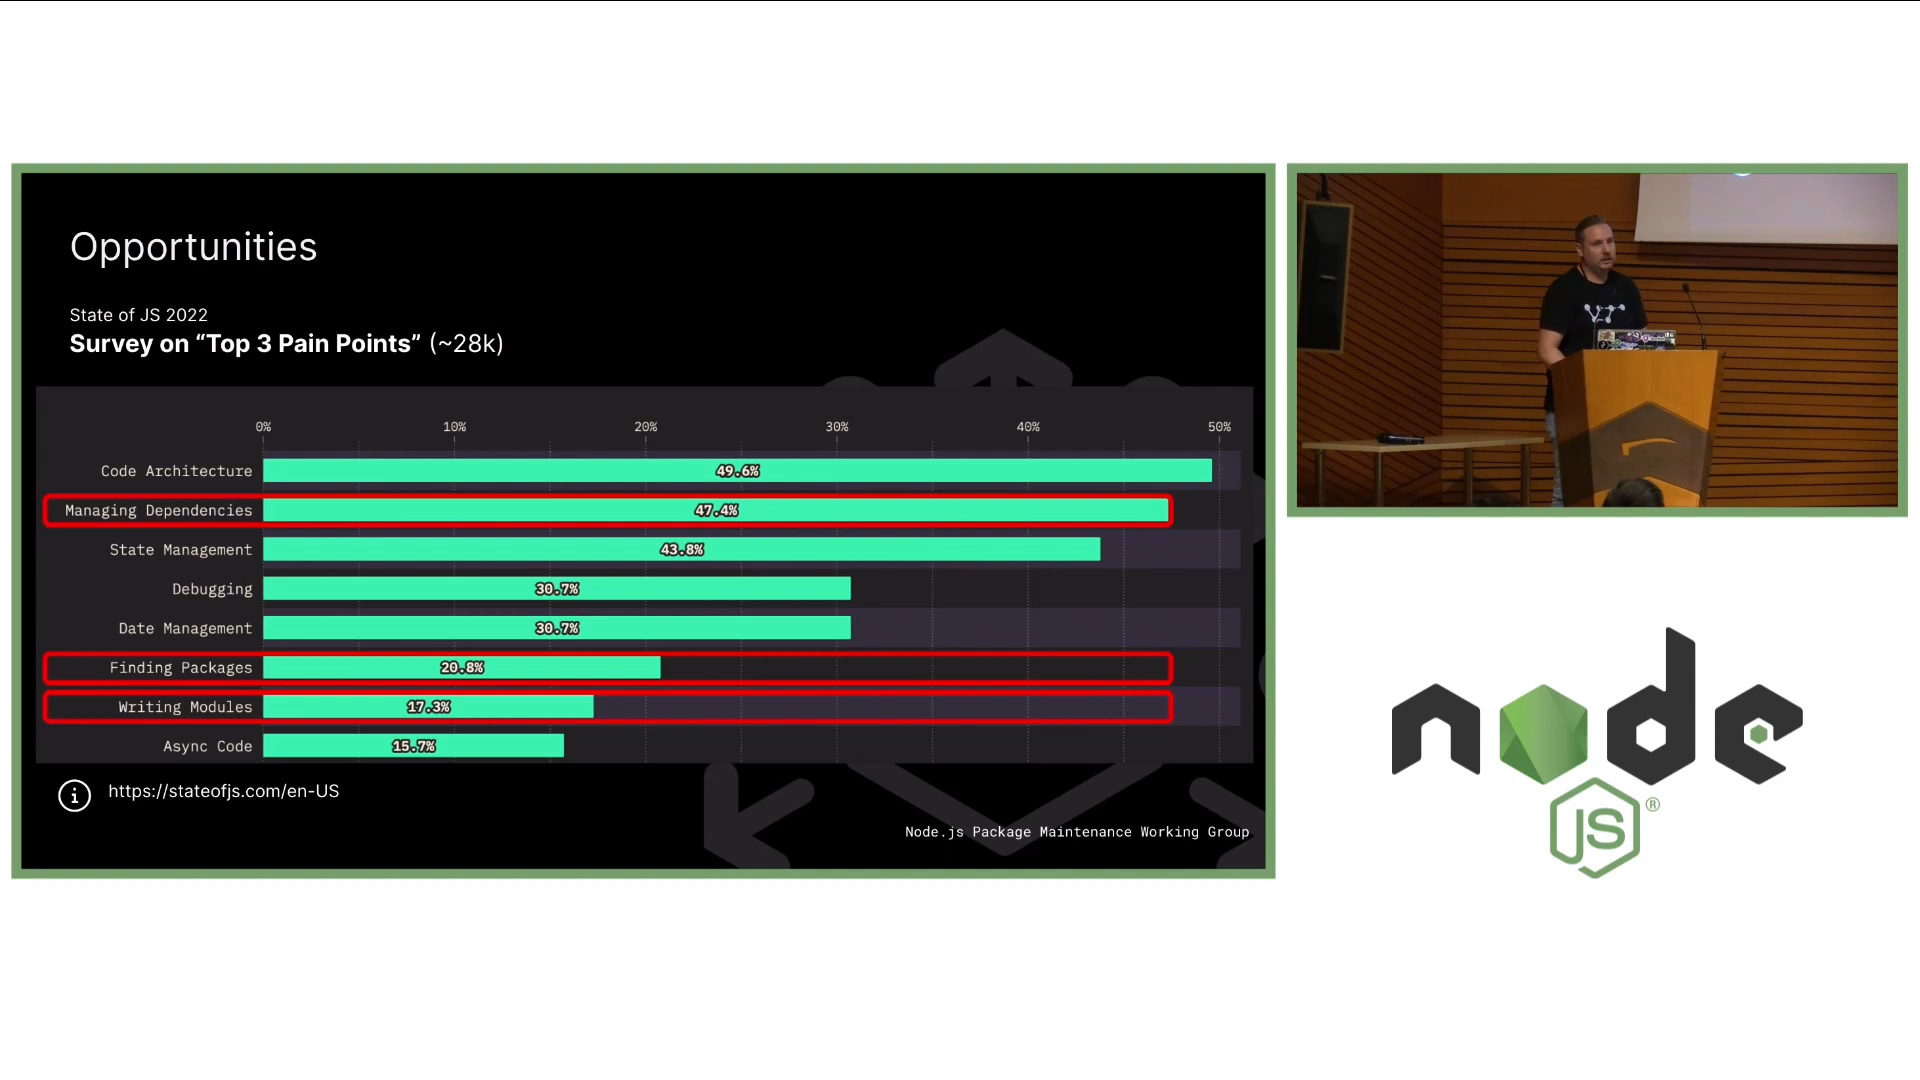 Opportunities
State of JS 2022
Survey on “Top 3 Pain Points” (~28k)
0% 10% 20% 30% 40% 50%
Code Architecture 49.6%
Managing Dependencies 47.4%
State Management 43.8%
Debugging 30.7%
Date Management 30.7%
Finding Packages 20.8%
Writing Modules 17.3%
Async Code 15.7%
https://stateofjs.com/en-US
Node.js Package Maintenance Working Group
node
JS ®